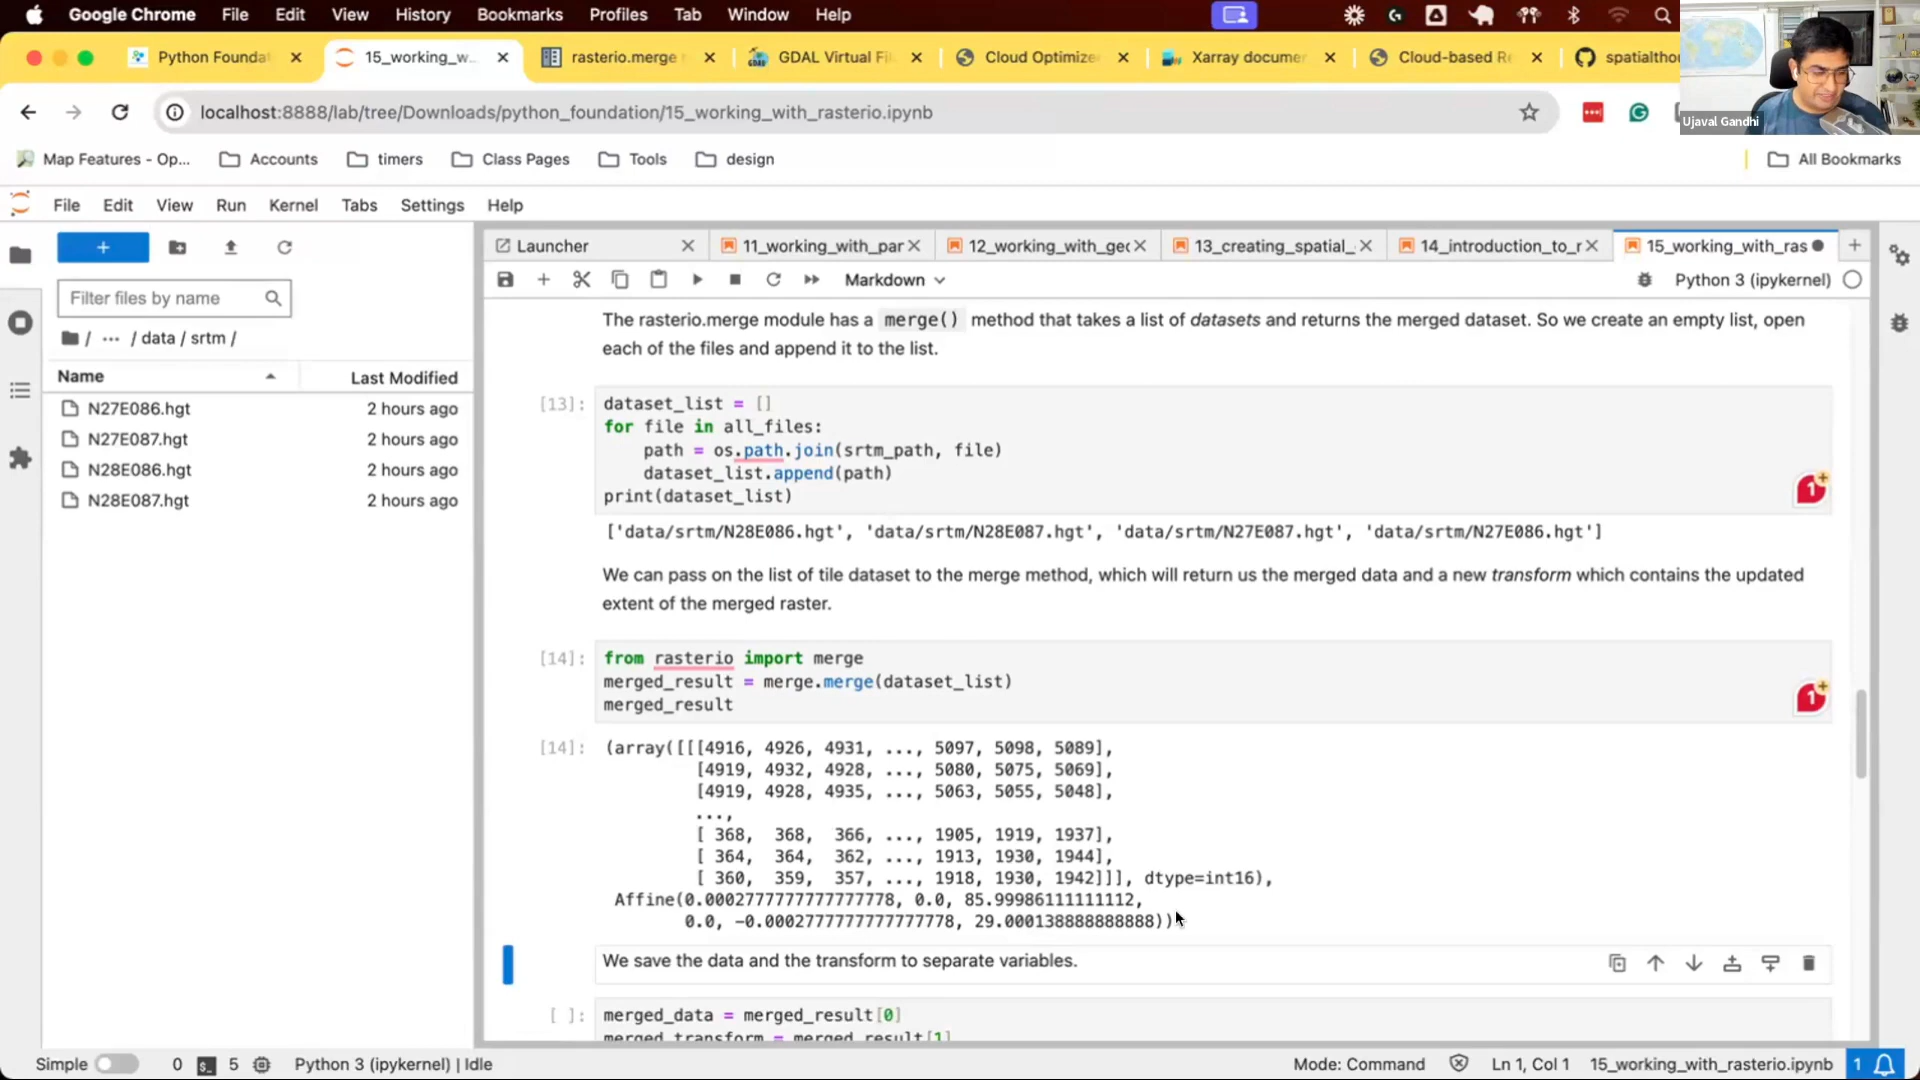 Google Chrome File Edit View History Bookmarks Profiles Tab Window Help
Python Founda 15_working_w... rasterio.merge GDAL Virtual Fi Cloud Optimize Xarray documen Cloud-based R spatialthou
Ujaval Gandhi
localhost:8888/lab/tree/Downloads/python_foundation/15_working_with_rasterio.ipynb
Map Features - Op... Accounts timers Class Pages Tools design All Bookmarks
File Edit View Run Kernel Tabs Settings Help
Launcher 11_working_with_par 12_working_with_gec 13_creating_spatial_ 14_introduction_to_r 15_working_with_ras
Markdown Python 3 (ipykernel)
Filter files by name
/ ... / data / srtm /
Name Last Modified
N27E086.hgt 2 hours ago
N27E087.hgt 2 hours ago
N28E086.hgt 2 hours ago
N28E087.hgt 2 hours ago
The rasterio.merge module has a merge() method that takes a list of datasets and returns the merged dataset. So we create an empty list, open
each of the files and append it to the list.
[13]: dataset_list = []
for file in all_files:
path = os.path.join(srtm_path, file)
dataset_list.append(path)
print(dataset_list)
1
['data/srtm/N28E086.hgt', 'data/srtm/N28E087.hgt', 'data/srtm/N27E087.hgt', 'data/srtm/N27E086.hgt']
We can pass on the list of tile dataset to the merge method, which will return us the merged data and a new transform which contains the updated
extent of the merged raster.
[14]: from rasterio import merge
merged_result = merge.merge(dataset_list)
merged_result
1
[14]: (array([[[4916, 4926, 4931, ..., 5097, 5098, 5089],
[4919, 4932, 4928, ..., 5080, 5075, 5069],
[4919, 4928, 4935, ..., 5063, 5055, 5048],
...,
[ 368, 368, 366, ..., 1905, 1919, 1937],
[ 364, 364, 362, ..., 1913, 1930, 1944],
[ 360, 359, 357, ..., 1918, 1930, 1942]]], dtype=int16),
Affine(0.0002777777777777778, 0.0, 85.99986111111112,
0.0, -0.0002777777777777778, 29.000138888888888))
We save the data and the transform to separate variables.
[ ]: merged_data = merged_result[0]
merged_transform = merged_result[1]
Simple 0 5 Python 3 (ipykernel) | Idle Mode: Command Ln 1, Col 1 15_working_with_rasterio.ipynb 1